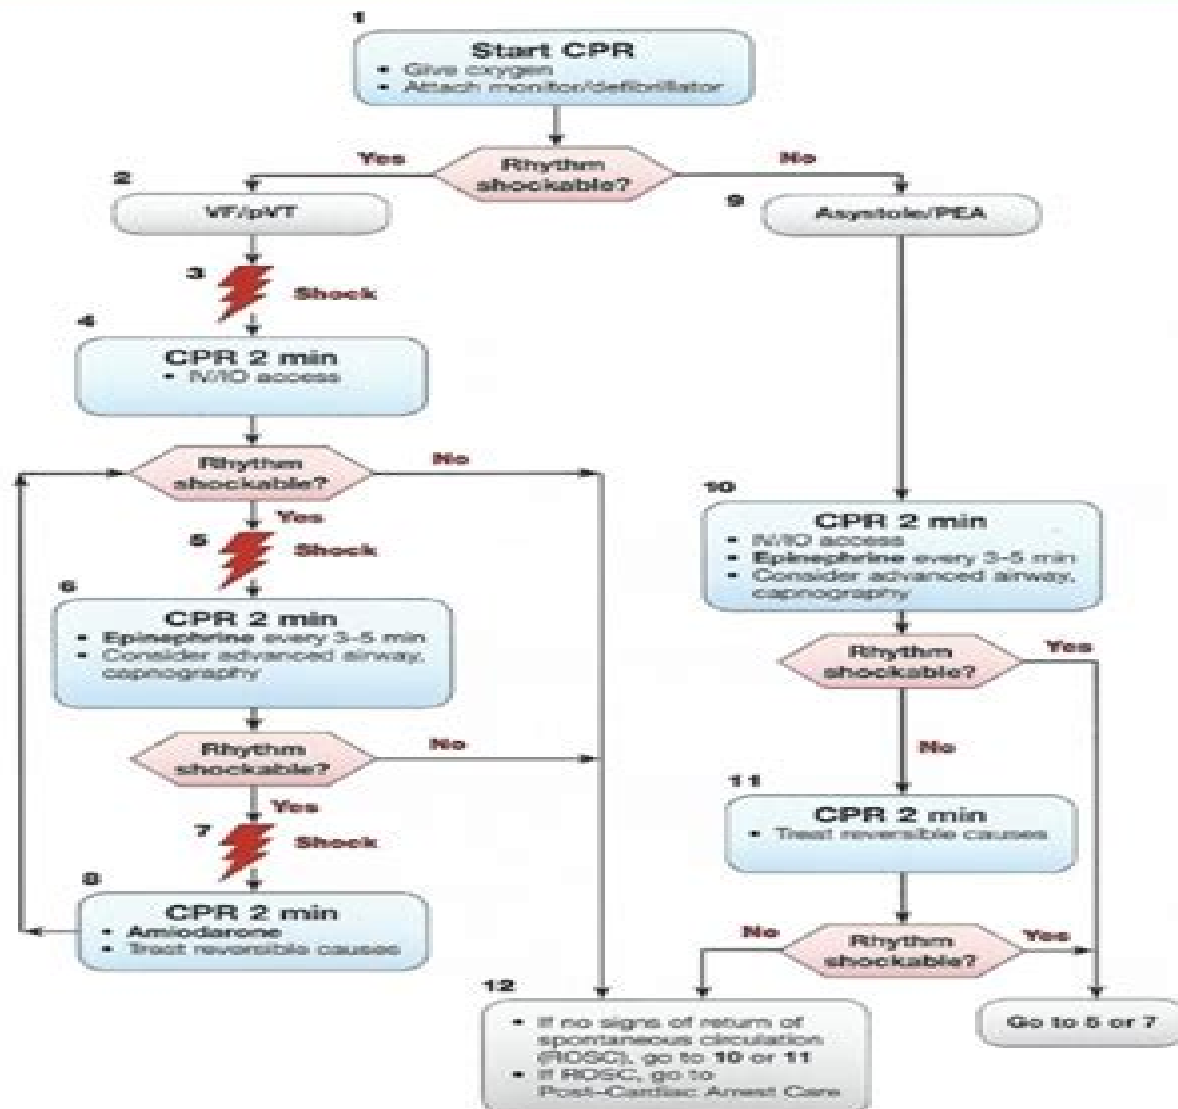 1
Start CPR
• Give oxygen
• Attach monitor/defibrillator
Rhythm
shockable?
Yes
No
2
VF/pVT
9
Asystole/PEA
3
Shock
4
CPR 2 min
• IV/IO access
Rhythm
shockable?
No
Yes
5
Shock
6
CPR 2 min
• Epinephrine every 3-5 min
• Consider advanced airway,
capnography
Rhythm
shockable?
No
Yes
7
Shock
8
CPR 2 min
• Amiodarone
• Treat reversible causes
10
CPR 2 min
• IV/IO access
• Epinephrine every 3-5 min
• Consider advanced airway,
capnography
Rhythm
shockable?
Yes
No
11
CPR 2 min
• Treat reversible causes
No
Rhythm
shockable?
Yes
12
• If no signs of return of
spontaneous circulation
(ROSC), go to 10 or 11
• If ROSC, go to
Post-Cardiac Arrest Care
Go to 5 or 7